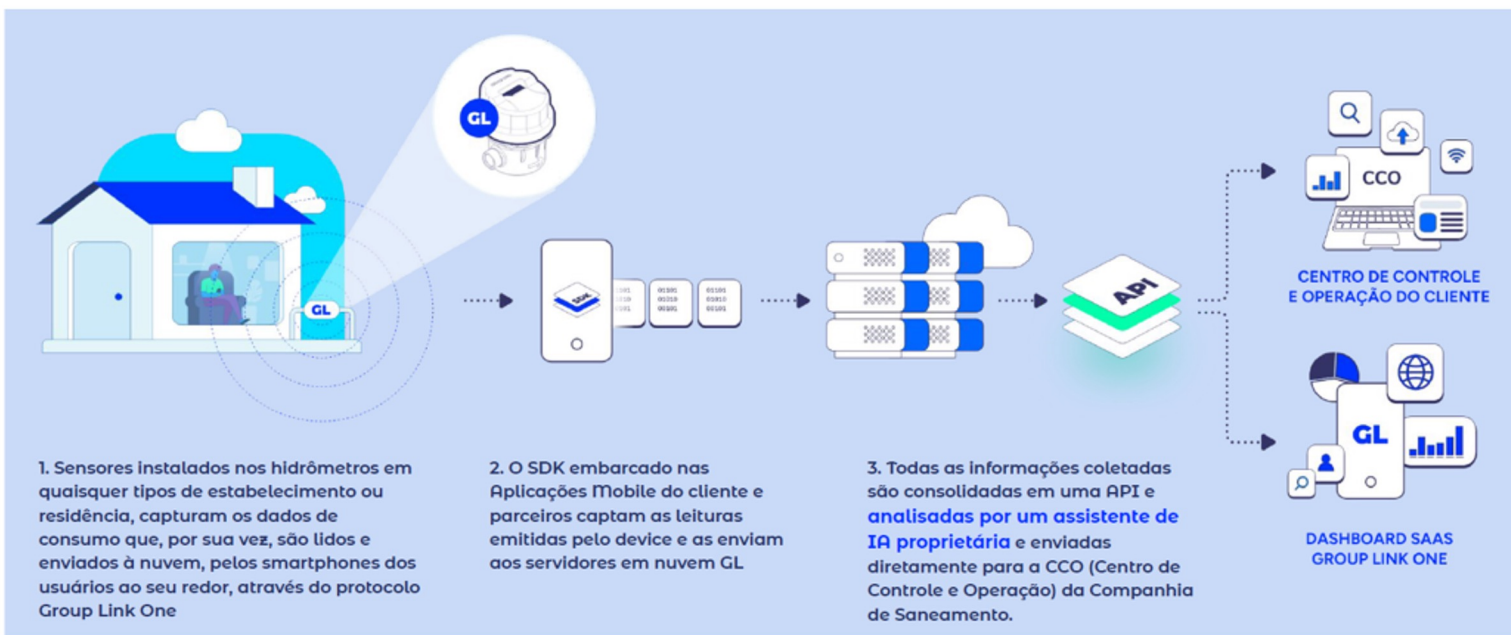 GL
GL
SDK
01101
01010
00101
01101
01010
00101
API
CCO
CENTRO DE CONTROLE
E OPERAÇÃO DO CLIENTE
GL
DASHBOARD SAAS
GROUP LINK ONE
1. Sensores instalados nos hidrômetros em
quaisquer tipos de estabelecimento ou
residência, capturam os dados de
consumo que, por sua vez, são lidos e
enviados à nuvem, pelos smartphones dos
usuários ao seu redor, através do protocolo
Group Link One
2. O SDK embarcado nas
Aplicações Mobile do cliente e
parceiros captam as leituras
emitidas pelo device e as enviam
aos servidores em nuvem GL
3. Todas as informações coletadas
são consolidadas em uma API e
analisadas por um assistente de
IA proprietária e enviadas
diretamente para a CCO (Centro de
Controle e Operação) da Companhia
de Saneamento.